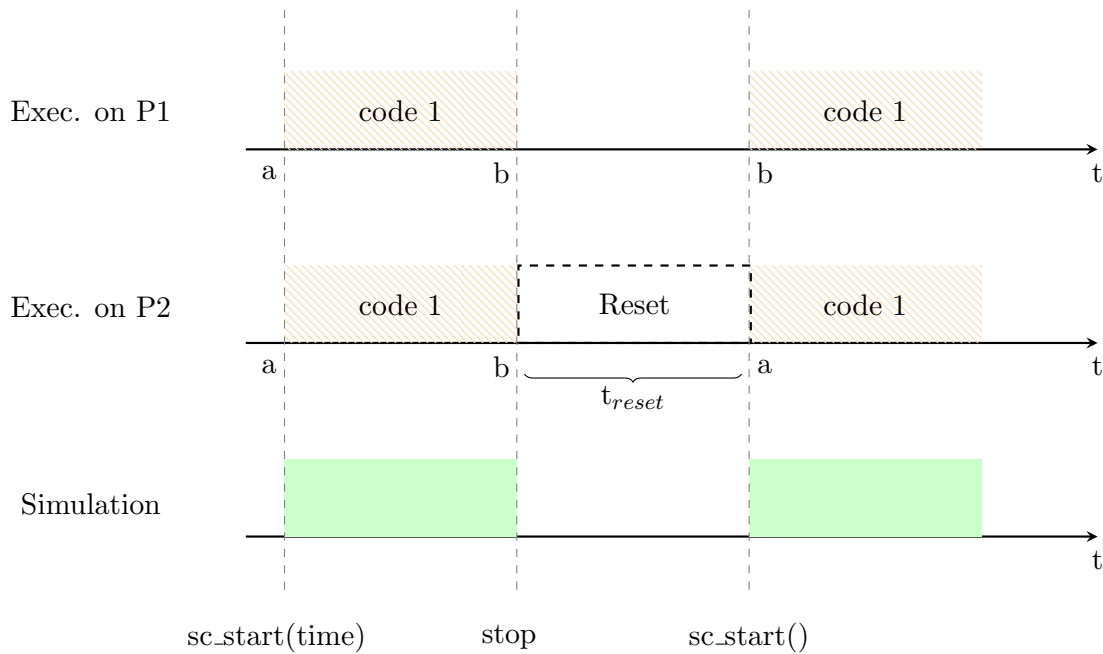 Exec. on P1
code 1
code 1
a
b
b
t
Exec. on P2
code 1
Reset
code 1
a
b
a
t
t_reset
Simulation
t
sc_start(time)
stop
sc_start()